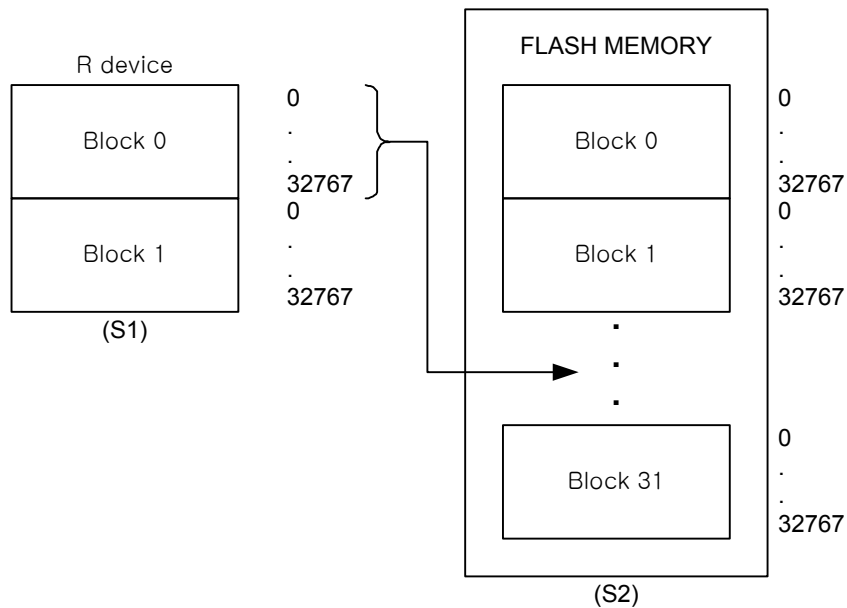 R device
Block 0
0
.
.
32767
Block 1
0
.
.
32767
(S1)
FLASH MEMORY
Block 0
0
.
.
32767
Block 1
0
.
.
32767
.
.
.
Block 31
0
.
.
32767
(S2)